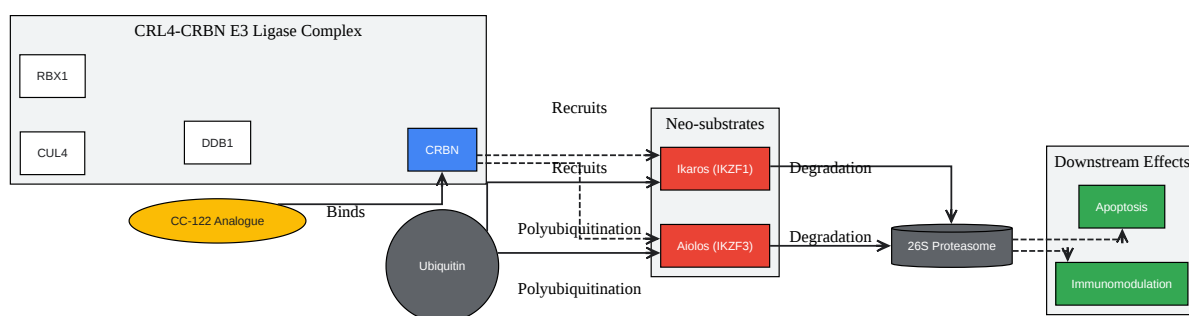 CRL4-CRBN E3 Ligase Complex
RBX1
CUL4
DDB1
CRBN
CC-122 Analogue
Binds
Ubiquitin
Recruits
Recruits
Polyubiquitination
Polyubiquitination
Neo-substrates
Ikaros (IKZF1)
Aiolos (IKZF3)
Degradation
Degradation
26S Proteasome
Downstream Effects
Apoptosis
Immunomodulation